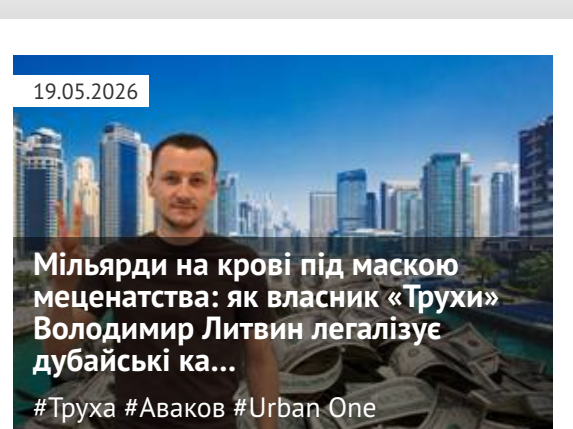 19.05.2026
Мільярди на крові під маскою
меценатства: як власник «Трухи»
Володимир Литвин легалізує
дубайські ка...
#Труха #Аваков #Urban One